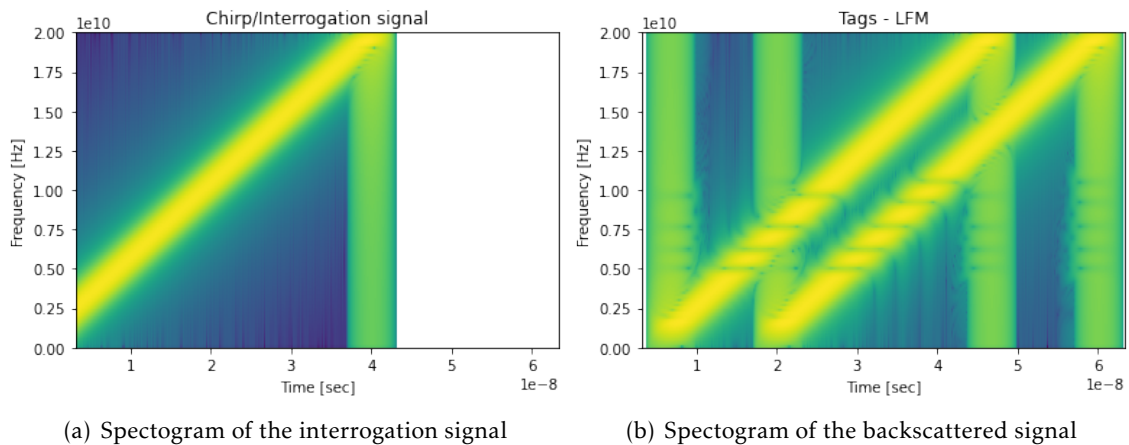 Chirp/Interrogation signal
1e10
2.00
1.75
1.50
1.25
1.00
0.75
0.50
0.25
0.00
Frequency [Hz]
1 2 3 4 5 6
Time [sec]
1e−8
(a) Spectogram of the interrogation signal
Tags - LFM
1e10
2.00
1.75
1.50
1.25
1.00
0.75
0.50
0.25
0.00
Frequency [Hz]
1 2 3 4 5 6
Time [sec]
1e−8
(b) Spectogram of the backscattered signal